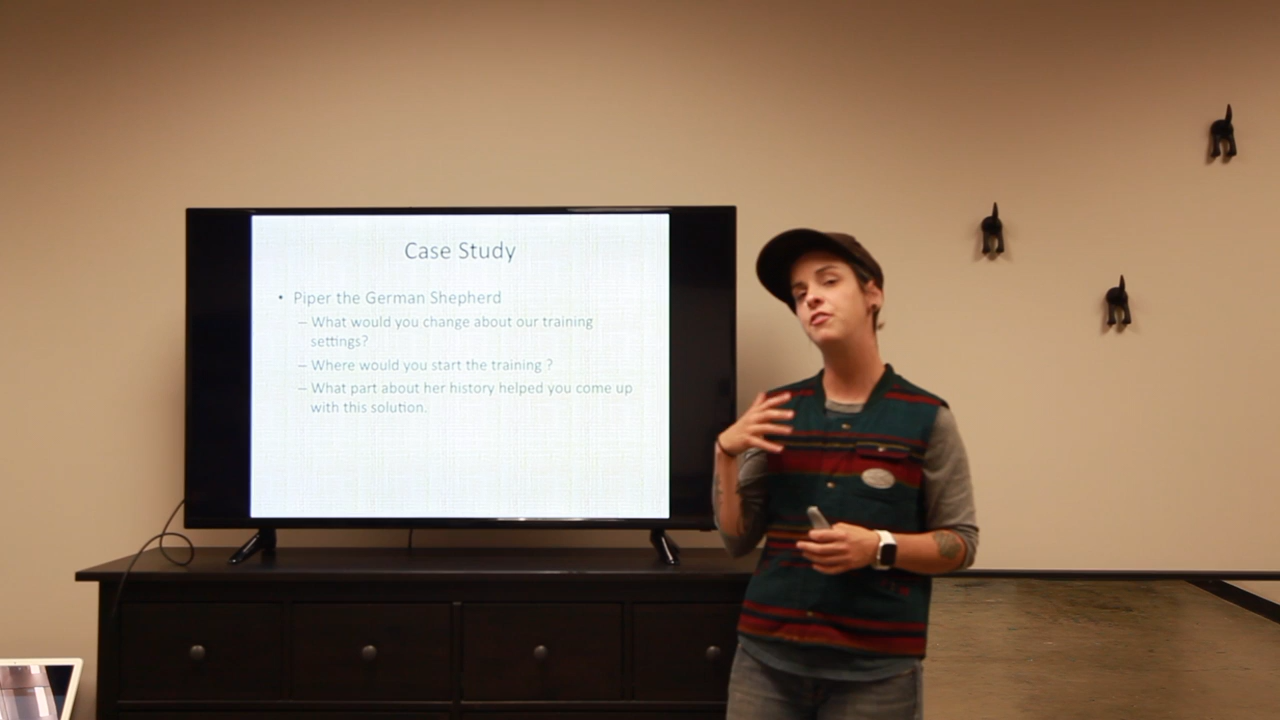 Case Study
• Piper the German Shepherd
– What would you change about our training
settings?
– Where would you start the training ?
– What part about her history helped you come up
with this solution.